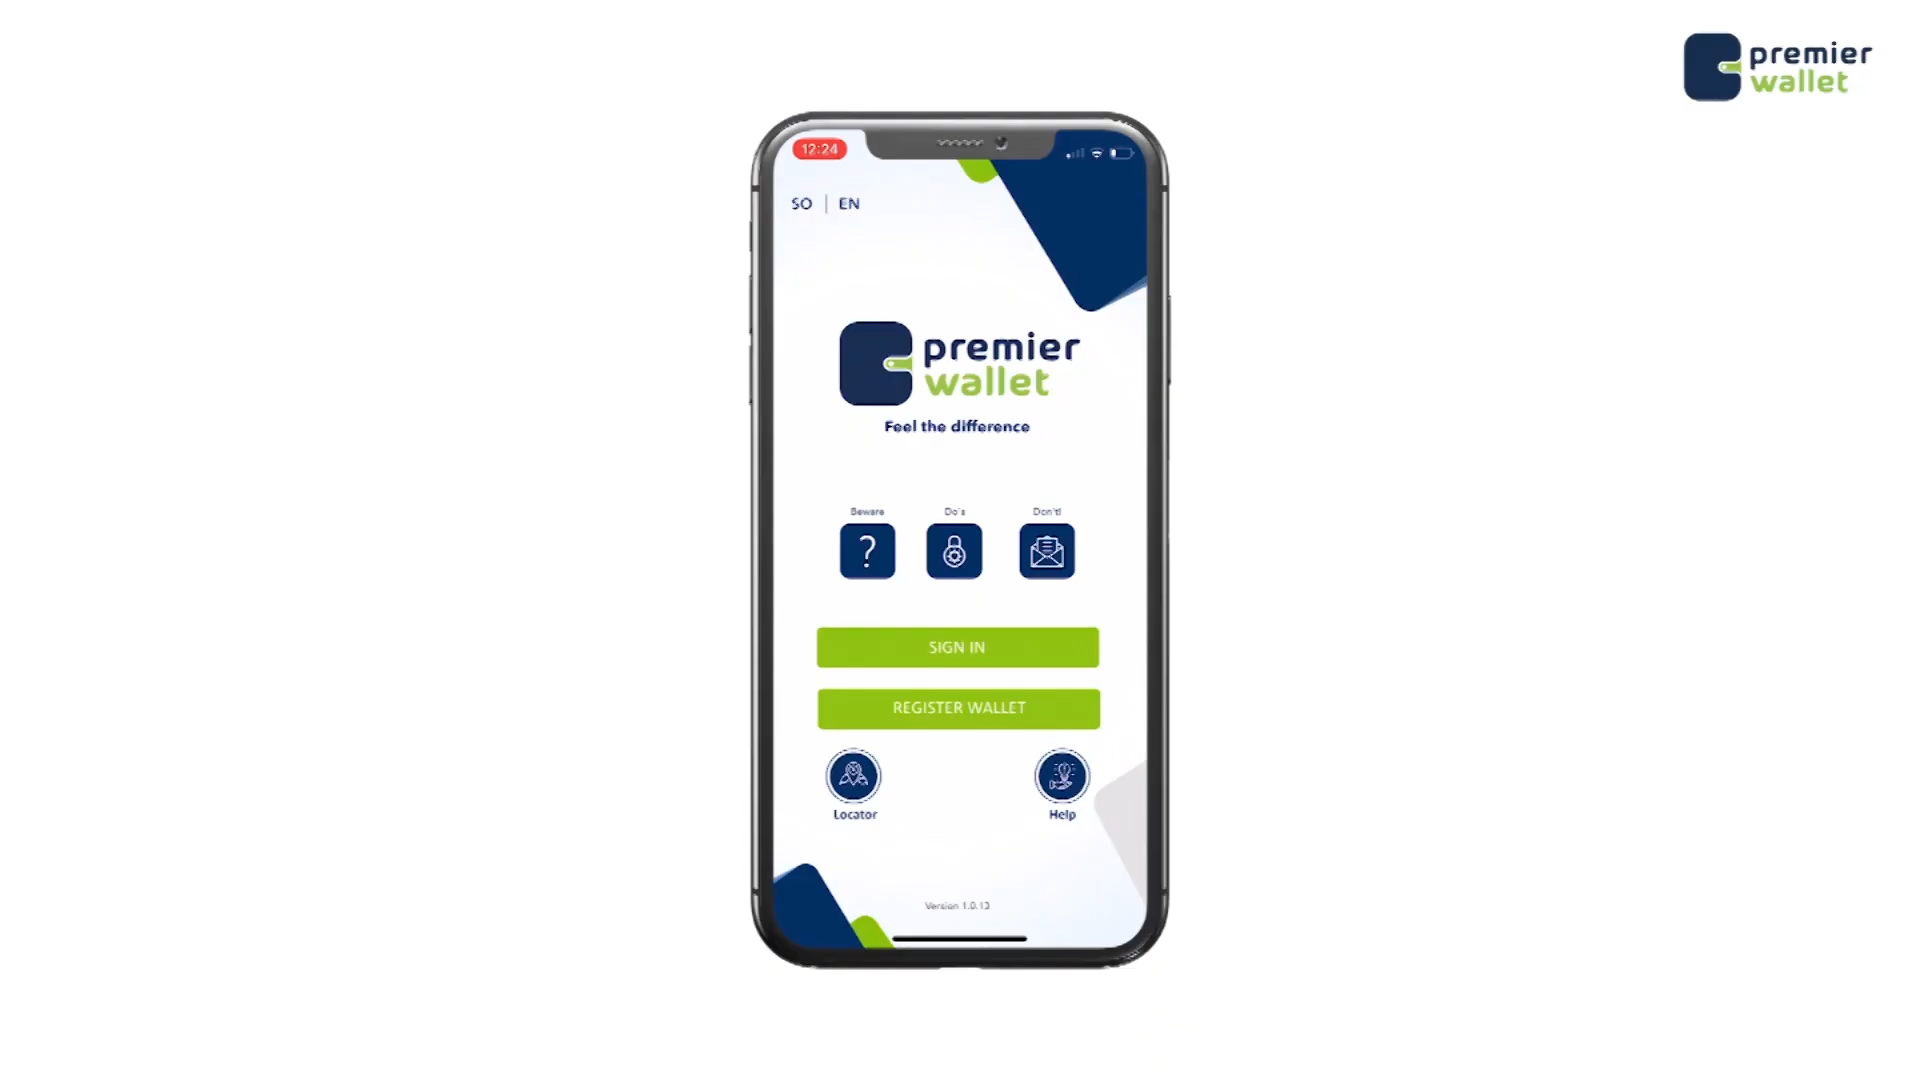 premier
wallet
12:24
SO | EN
premier
wallet
Feel the difference
Beware
Do's
Don't!
?
SIGN IN
REGISTER WALLET
Locator
Help
Version 1.0.13